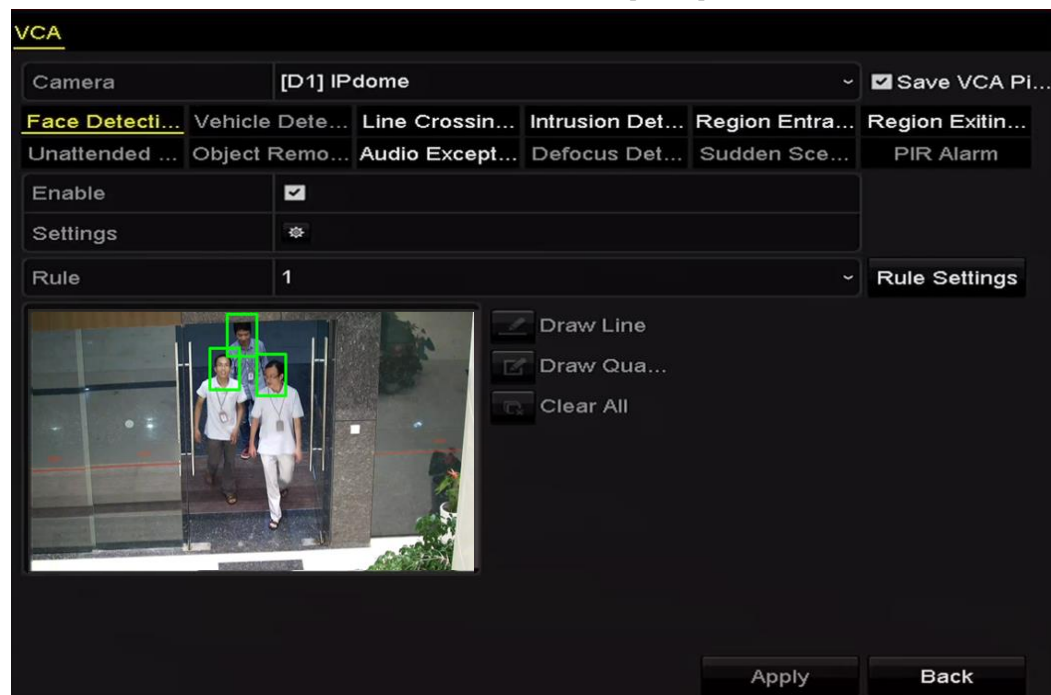 VCA
Camera [D1] IPdome Save VCA Pi...
Face Detecti... Vehicle Dete... Line Crossin... Intrusion Det... Region Entra... Region Exitin...
Unattended ... Object Remo... Audio Except... Defocus Det... Sudden Sce... PIR Alarm
Enable
Settings
Rule 1 Rule Settings
Draw Line
Draw Qua...
Clear All
Apply Back